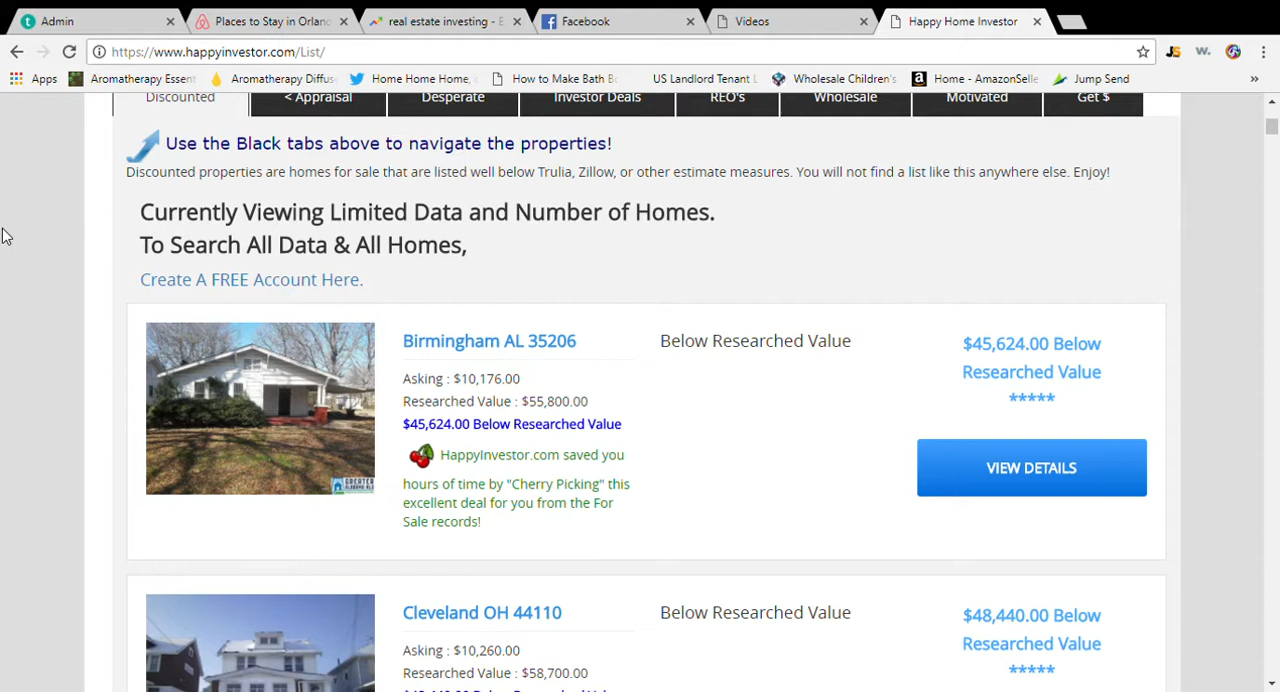 Admin
Places to Stay in Orland
real estate investing - E
Facebook
Videos
Happy Home Investor
https://www.happyinvestor.com/List/
Apps
Aromatherapy Essent
Aromatherapy Diffus
Home Home Home,
How to Make Bath Bo
US Landlord Tenant L
Wholesale Children's
Home - AmazonSelle
Jump Send
»
Discounted
< Appraisal
Desperate
Investor Deals
REO's
Wholesale
Motivated
Get $
Use the Black tabs above to navigate the properties!
Discounted properties are homes for sale that are listed well below Trulia, Zillow, or other estimate measures. You will not find a list like this anywhere else. Enjoy!
Currently Viewing Limited Data and Number of Homes.
To Search All Data & All Homes,
Create A FREE Account Here.
Birmingham AL 35206
Asking : $10,176.00
Researched Value : $55,800.00
$45,624.00 Below Researched Value
HappyInvestor.com saved you
hours of time by "Cherry Picking" this
excellent deal for you from the For
Sale records!
Below Researched Value
$45,624.00 Below
Researched Value
*****
VIEW DETAILS
Cleveland OH 44110
Asking : $10,260.00
Researched Value : $58,700.00
Below Researched Value
$48,440.00 Below
Researched Value
*****